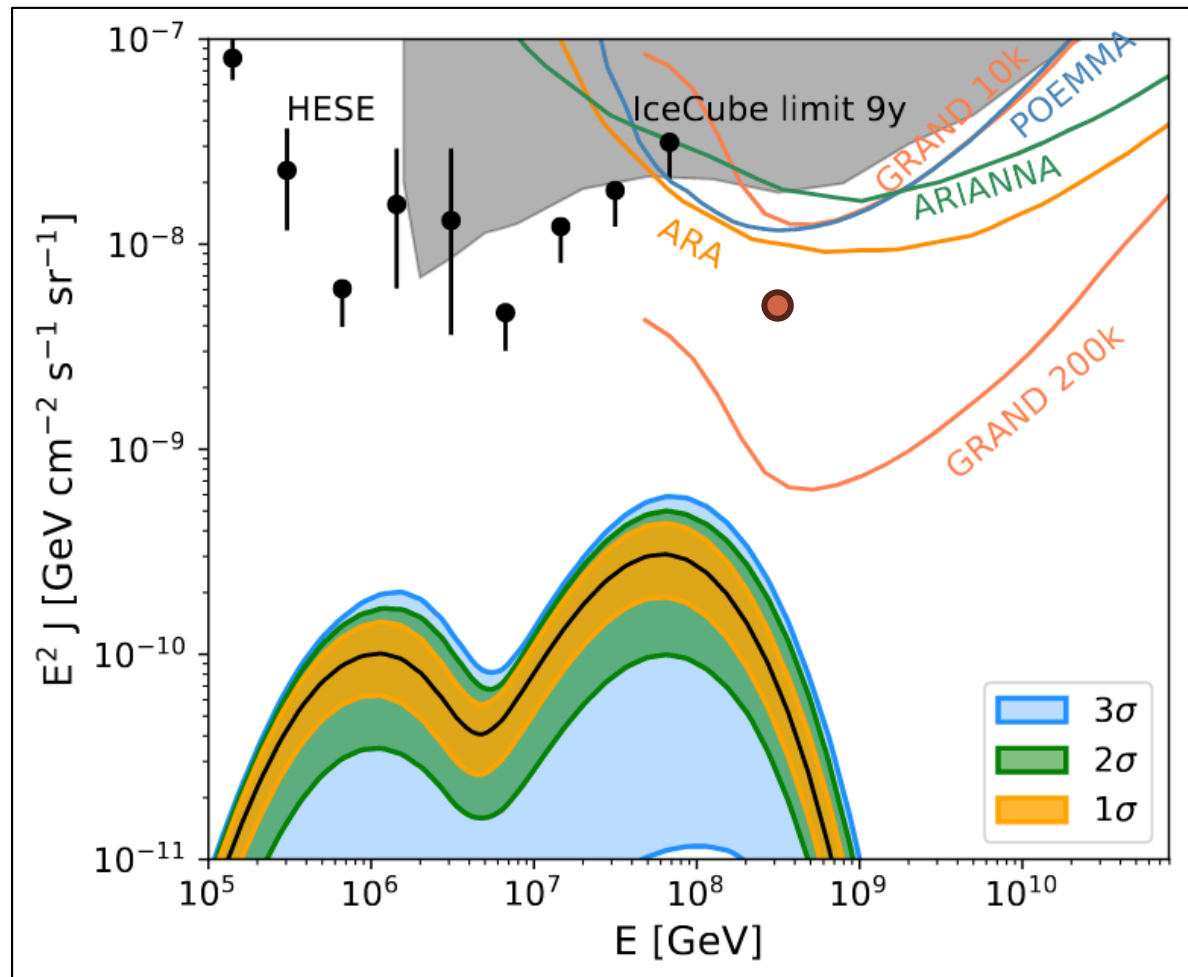 10⁻⁷
10⁻⁸
10⁻⁹
10⁻¹⁰
10⁻¹¹
E² J [GeV cm⁻² s⁻¹ sr⁻¹]
HESE
IceCube limit 9y
GRAND 10k
POEMMA
ARIANNA
ARA
GRAND 200k
3σ
2σ
1σ
10⁵
10⁶
10⁷
10⁸
10⁹
10¹⁰
E [GeV]